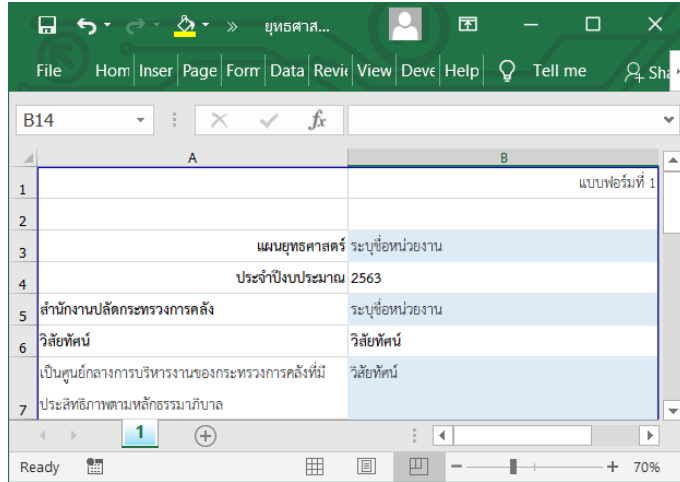 ยุทธศาส...
File Hom Inser Page Forr Data Revie View Deve Help Tell me Sha
B14 fx
A B
1 แบบฟอร์มที่ 1
2
3 แผนยุทธศาสตร์ ระบุชื่อหน่วยงาน
4 ประจำปีงบประมาณ 2563
5 สำนักงานปลัดกระทรวงการคลัง ระบุชื่อหน่วยงาน
6 วิสัยทัศน์ วิสัยทัศน์
เป็นศูนย์กลางการบริหารงานของกระทรวงการคลังที่มี วิสัยทัศน์
7 ประสิทธิภาพตามหลักธรรมาภิบาล
1
Ready 70%